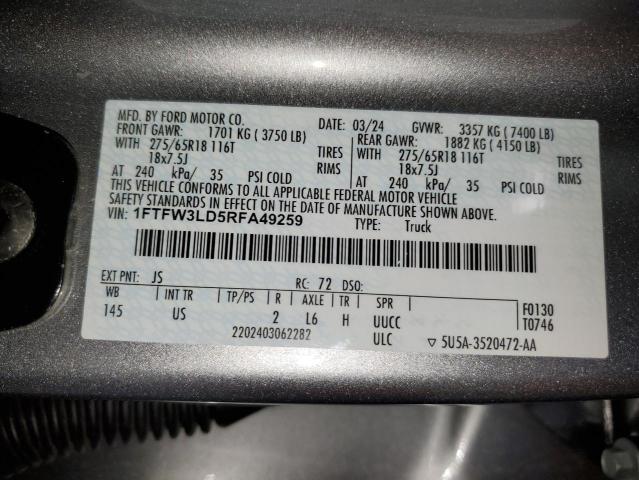 MFD. BY FORD MOTOR CO. 03/24 GVWR: 3357 KG ( 7400 LB)
FRONT GAWR: 1701 KG ( 3750 LB) REAR GAWR: 1882 KG ( 4150 LB)
WITH 275/65R18 116T TIRES WITH 275/65R18 116T TIRES
18x7.5J RIMS 18x7.5J RIMS
AT 240 kPa/ 35 PSI COLD AT 240 kPa/ 35 PSI COLD
THIS VEHICLE CONFORMS TO ALL APPLICABLE FEDERAL MOTOR VEHICLE
SAFETY STANDARDS IN EFFECT ON THE DATE OF MANUFACTURE SHOWN ABOVE.
VIN: 1FTFW3LD5RFA49259 TYPE: Truck
EXT PNT: JS RC: 72 DSO: F0130
WB INT TR TP/PS R AXLE TR SPR T0746
145 US 2 L6 H UUCC
2202403062282 ULC ▽ 5U5A-3520472-AA